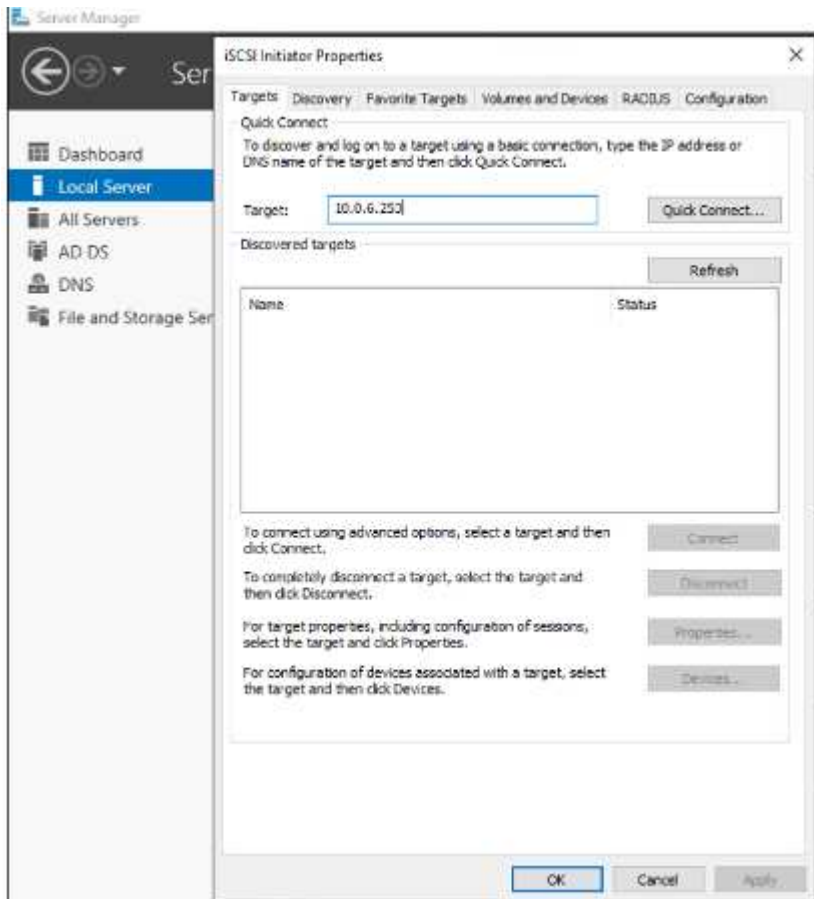 Server Manager
Ser
iSCSI Initiator Properties
Targets Discovery Favorite Targets Volumes and Devices RADIUS Configuration
Quick Connect
To discover and log on to a target using a basic connection, type the IP address or
DNS name of the target and then click Quick Connect.
Target: 10.0.6.253 Quick Connect...
Discovered targets
Refresh
Name Status
To connect using advanced options, select a target and then
click Connect.
Connect
To completely disconnect a target, select the target and
then click Disconnect.
Disconnect
For target properties, including configuration of sessions,
select the target and click Properties.
Properties...
For configuration of devices associated with a target, select
the target and then click Devices.
Devices...
OK Cancel Apply
Dashboard
Local Server
All Servers
AD DS
DNS
File and Storage Ser